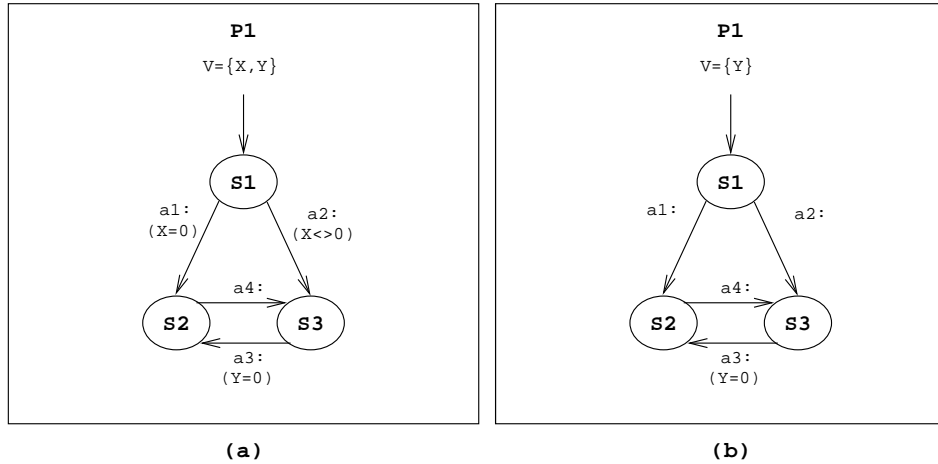 P1
V={X,Y}
S1
a1:
(X=0)
a2:
(X<>0)
a4:
S2
S3
a3:
(Y=0)
(a)
P1
V={Y}
S1
a1:
a2:
a4:
S2
S3
a3:
(Y=0)
(b)